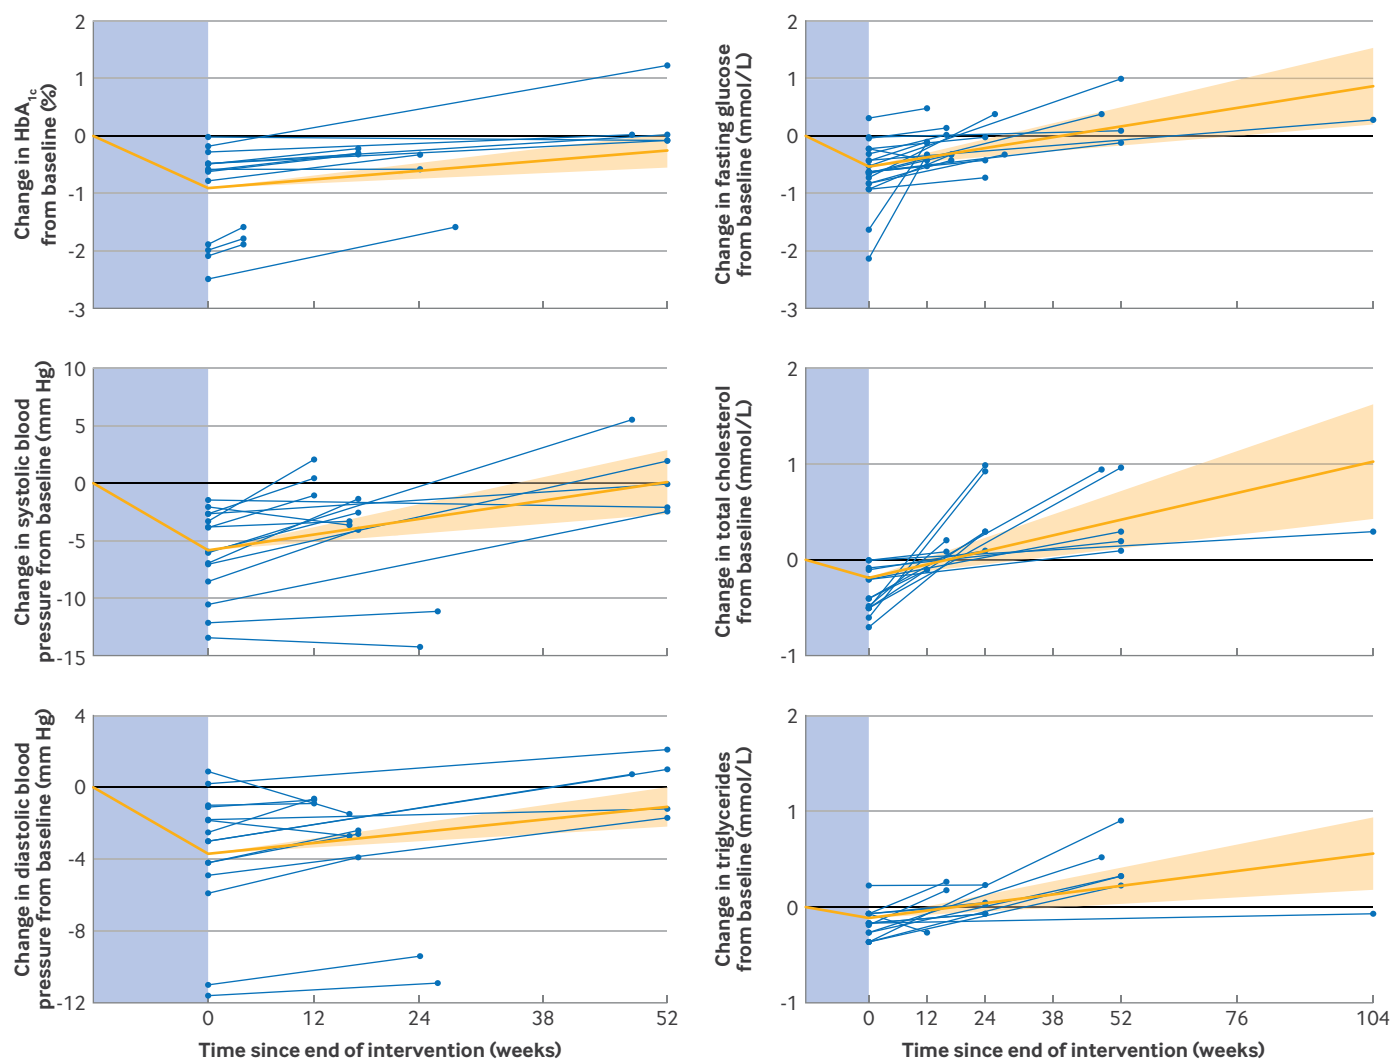 Change in HbA1c
from baseline (%)
2
1
0
-1
-2
-3
Change in fasting glucose
from baseline (mmol/L)
2
1
0
-1
-2
-3
Change in systolic blood
pressure from baseline (mm Hg)
10
5
0
-5
-10
-15
Change in total cholesterol
from baseline (mmol/L)
2
1
0
-1
Change in diastolic blood
pressure from baseline (mm Hg)
4
0
-4
-8
-12
0 12 24 38 52
Time since end of intervention (weeks)
Change in triglycerides
from baseline (mmol/L)
2
1
0
-1
0 12 24 38 52 76 104
Time since end of intervention (weeks)